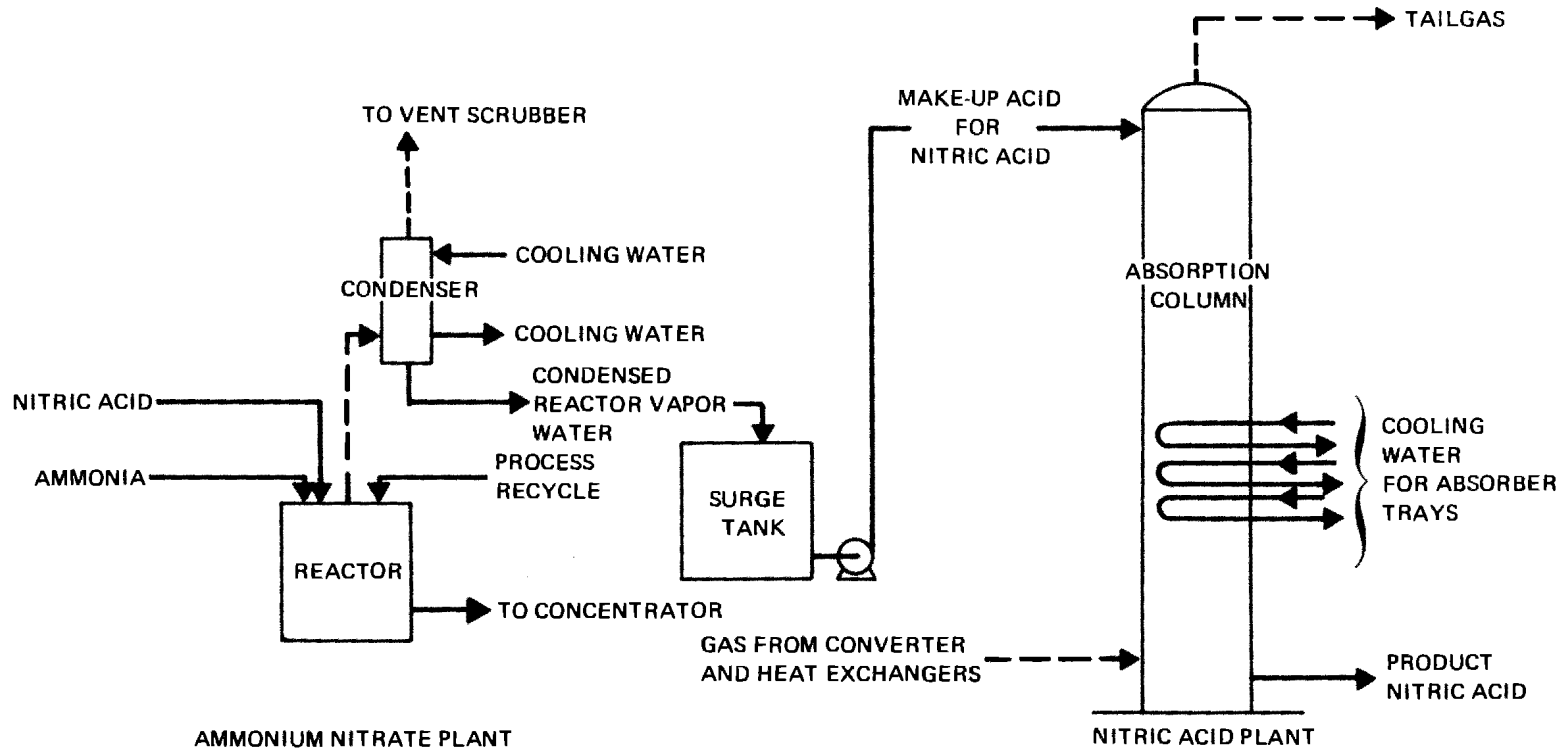 TAILGAS
MAKE-UP ACID
FOR
NITRIC ACID
TO VENT SCRUBBER
COOLING WATER
CONDENSER
COOLING WATER
ABSORPTION
COLUMN
CONDENSED
REACTOR VAPOR
WATER
NITRIC ACID
AMMONIA
PROCESS
RECYCLE
SURGE
TANK
COOLING
WATER
FOR ABSORBER
TRAYS
REACTOR
TO CONCENTRATOR
GAS FROM CONVERTER
AND HEAT EXCHANGERS
PRODUCT
NITRIC ACID
AMMONIUM NITRATE PLANT
NITRIC ACID PLANT